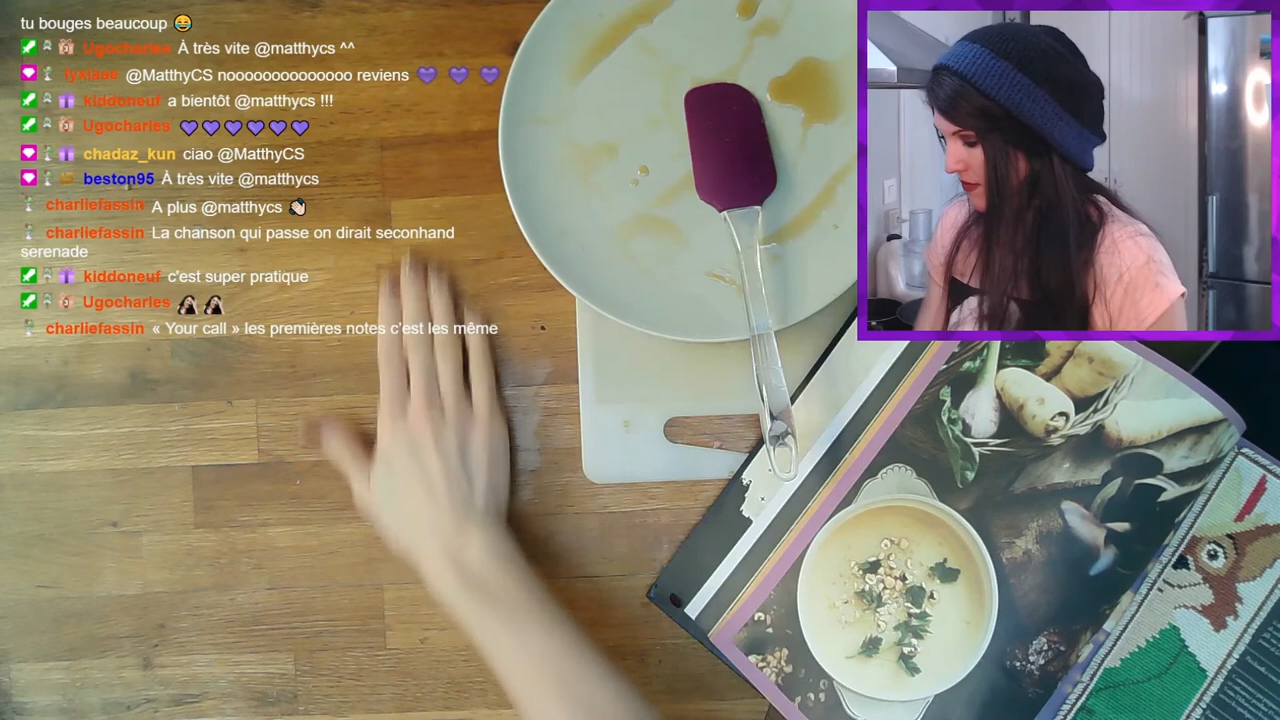 tu bouges beaucoup 😂
Ugocharles À très vite @matthycs ^^
lyxiaae @MatthyCS noooooooooooooo reviens 💜 💜 💜
kiddoneuf a bientôt @matthycs !!!
Ugocharles 💜💜💜💜💜💜
chadaz_kun ciao @MatthyCS
beston95 À très vite @matthycs
charliefassin A plus @matthycs 👋🏻
charliefassin La chanson qui passe on dirait seconhand
serenade
kiddoneuf c'est super pratique
Ugocharles
charliefassin « Your call » les premières notes c'est les même